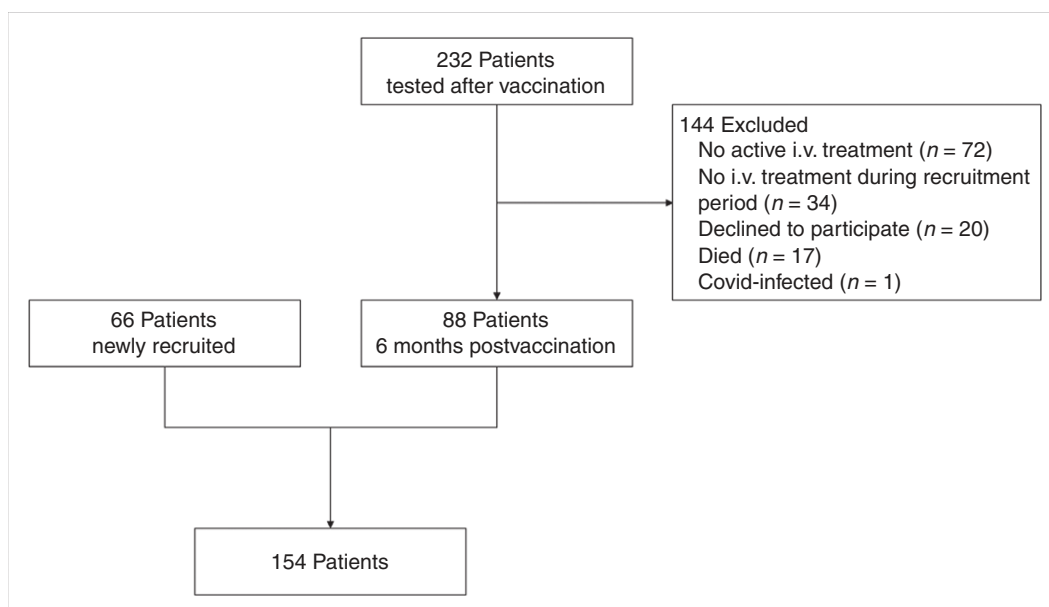 232 Patients
tested after vaccination
144 Excluded
No active i.v. treatment (n = 72)
No i.v. treatment during recruitment
period (n = 34)
Declined to participate (n = 20)
Died (n = 17)
Covid-infected (n = 1)
66 Patients
newly recruited
88 Patients
6 months postvaccination
154 Patients